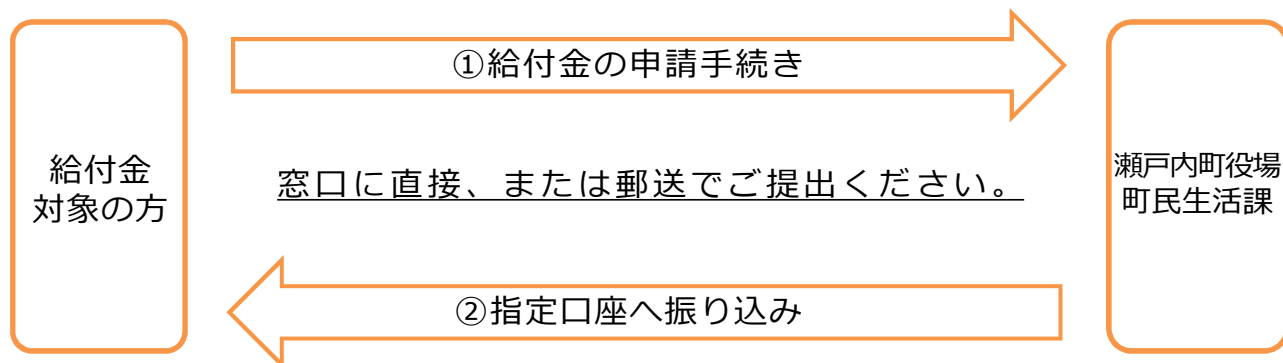 ①給付金の申請手続き
給付金
対象の方
窓口に直接、または郵送でご提出ください。
瀬戸内町役場
町民生活課
②指定口座へ振り込み